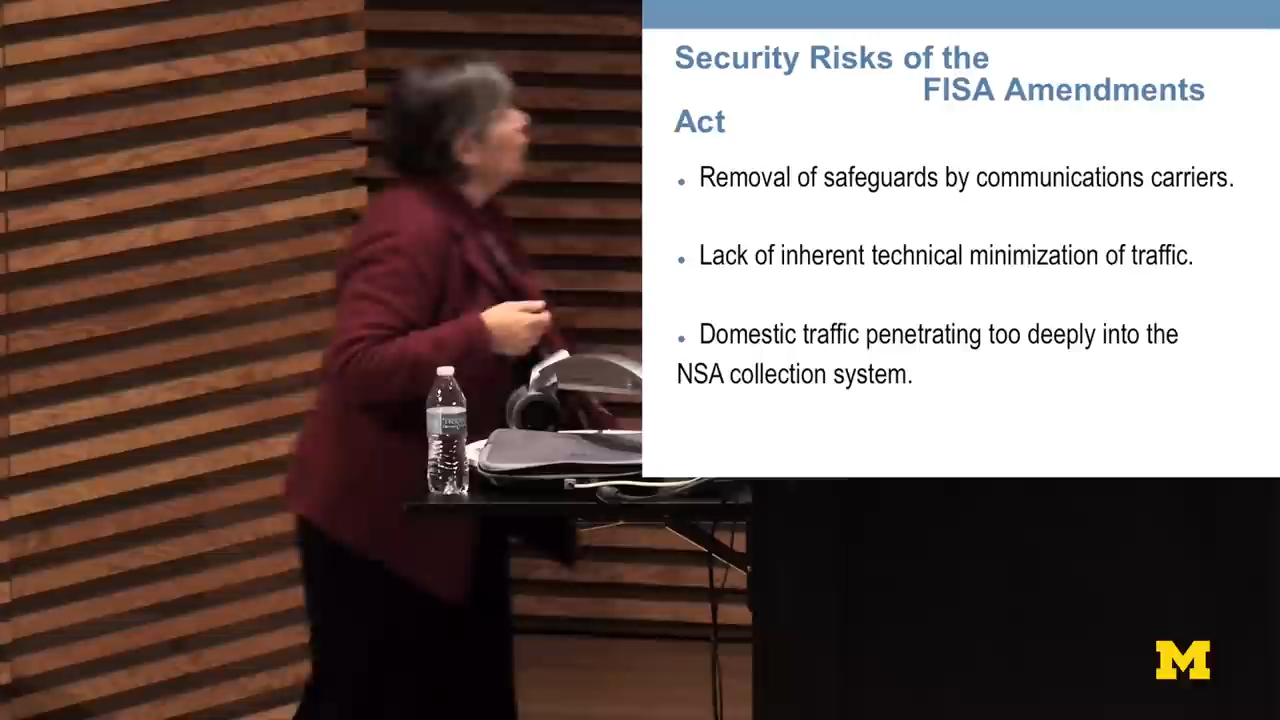 Security Risks of the
FISA Amendments
Act
• Removal of safeguards by communications carriers.
• Lack of inherent technical minimization of traffic.
• Domestic traffic penetrating too deeply into the
NSA collection system.
M